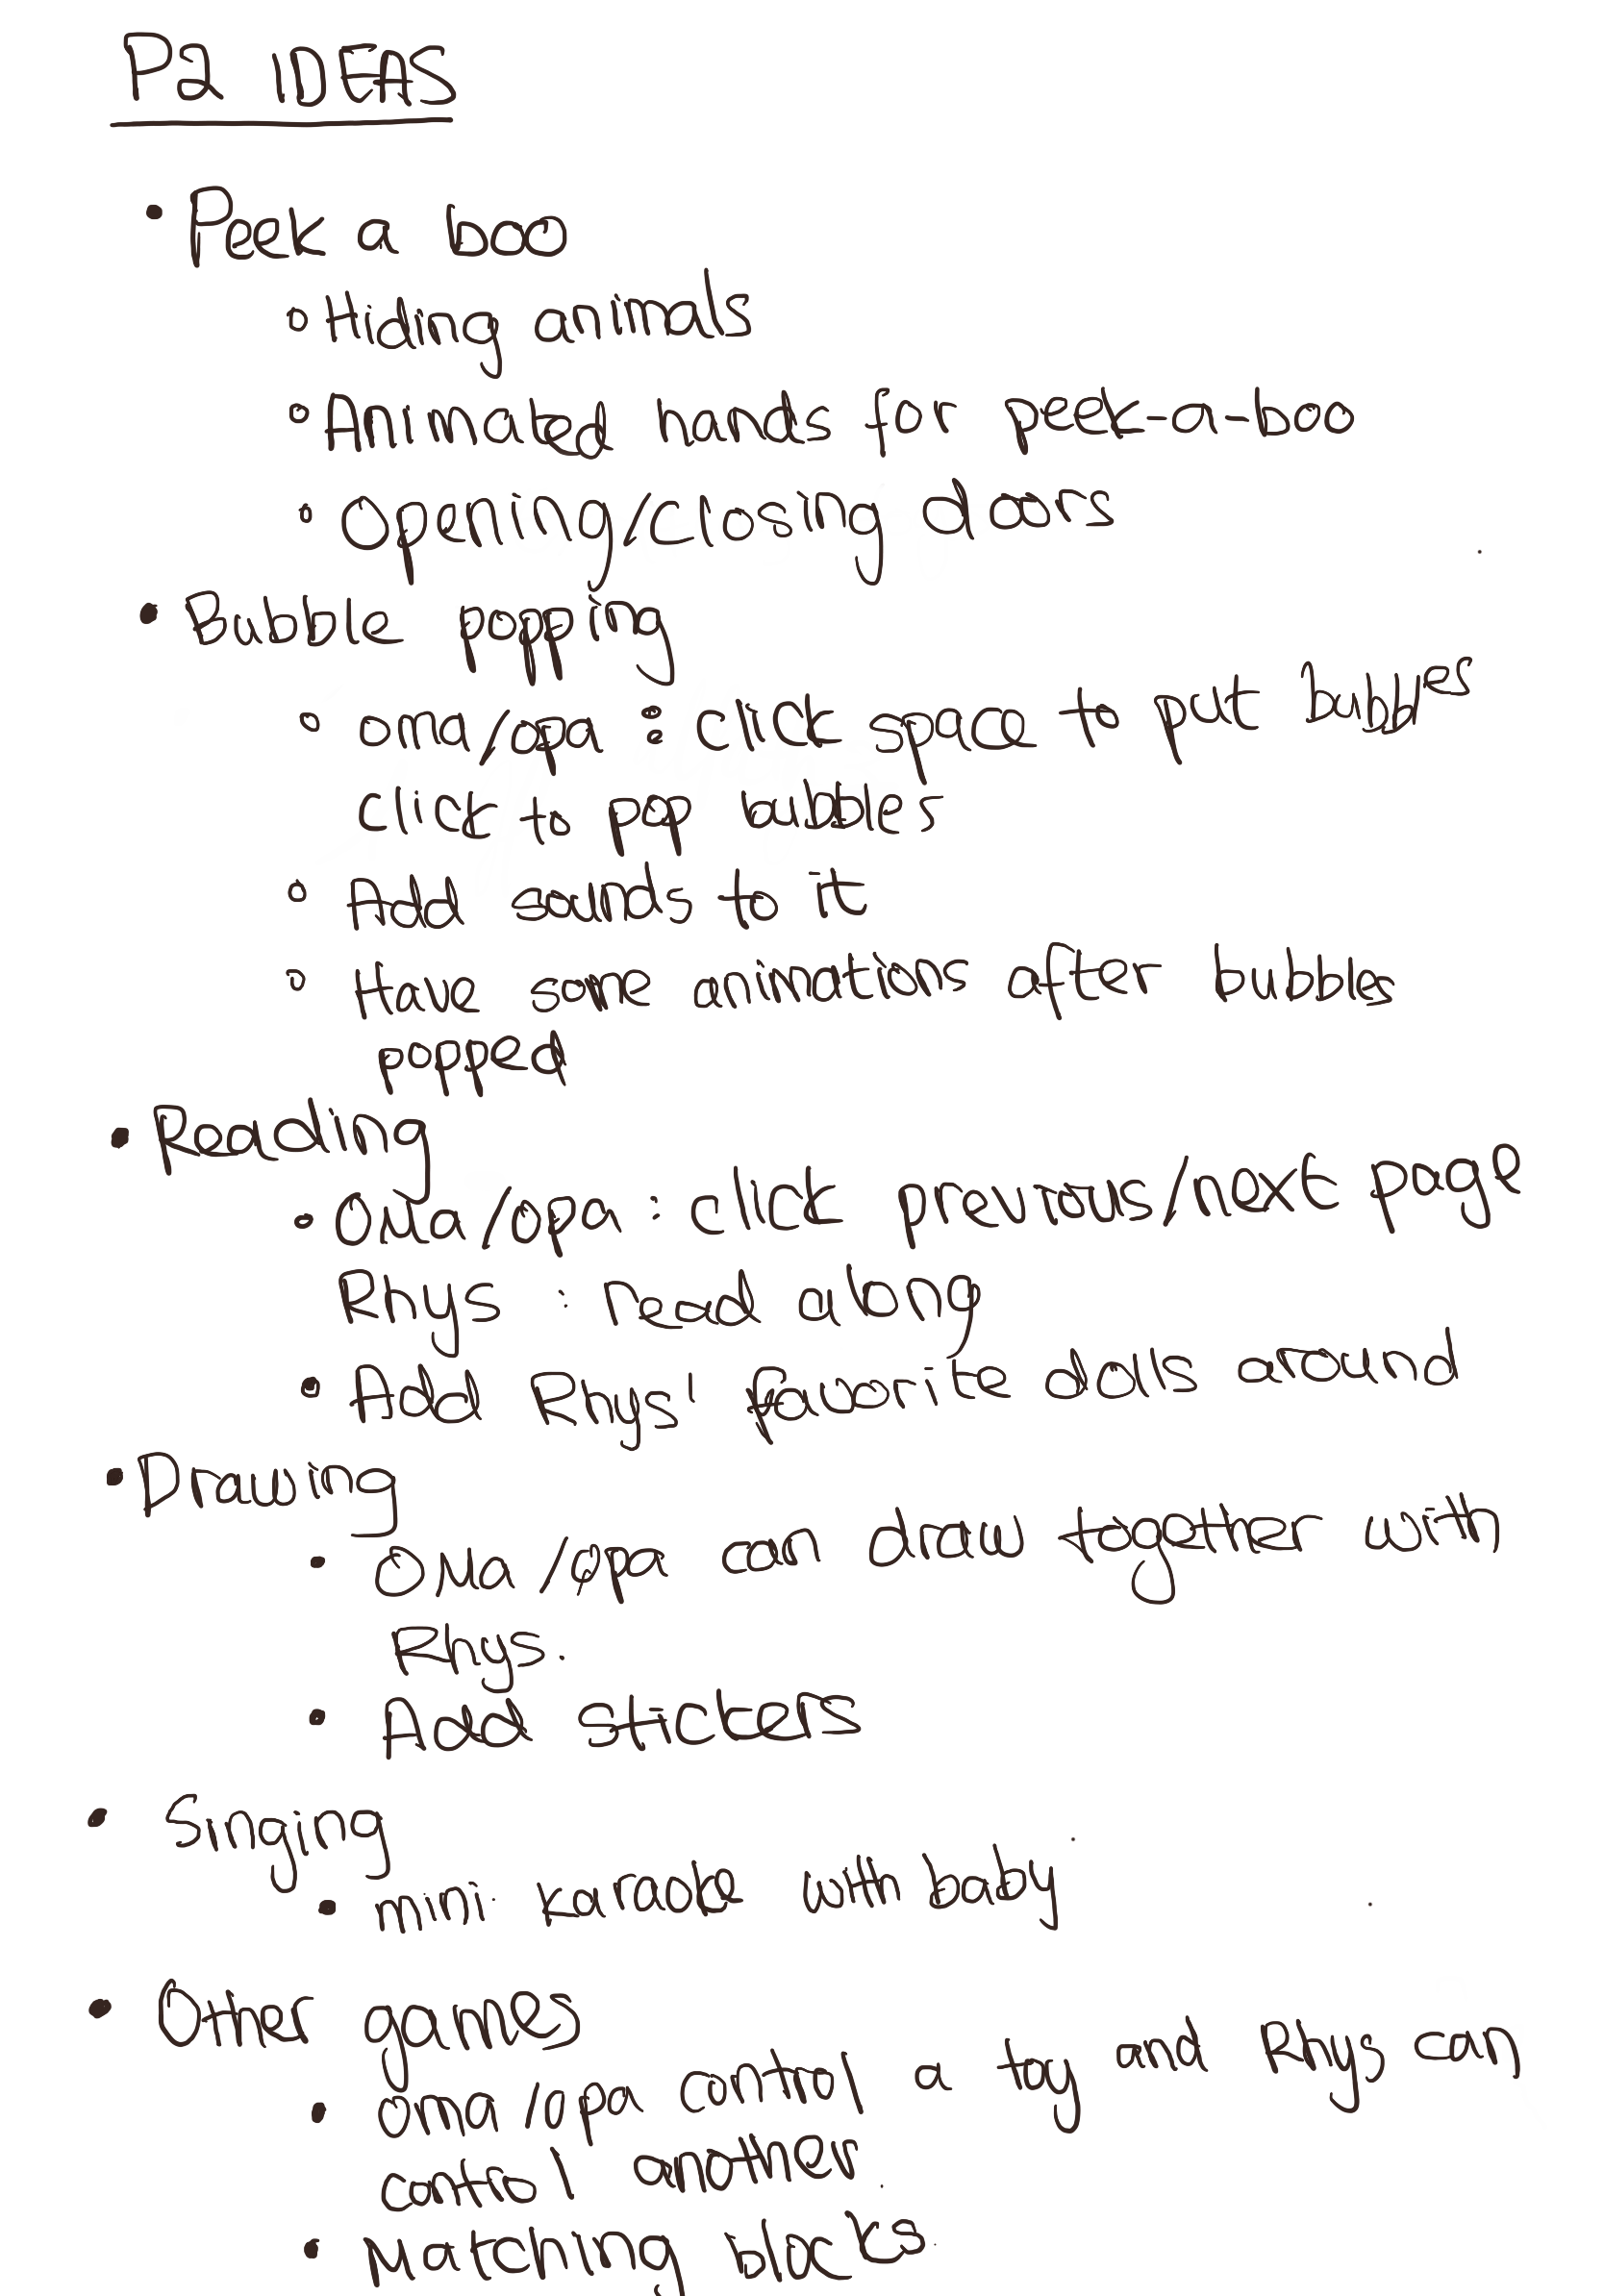 P2 IDEAS
• Peek a boo
◦ Hiding animals
◦ Animated hands for peek-a-boo
◦ Opening/closing doors
• Bubble popping
◦ oma/opa : click space to put bubbles
click to pop bubbles
◦ Add sounds to it
◦ Have some animations after bubbles
popped
• Reading
◦ Oma/opa : click previous/next page
Rhys : read along
• Add Rhys' favorite dolls around
• Drawing
• Oma/opa can draw together with
Rhys.
• Add stickers
• Singing
• mini karaoke with baby
• Other games
• oma/opa control a toy and Rhys can
control another.
• Matching blocks